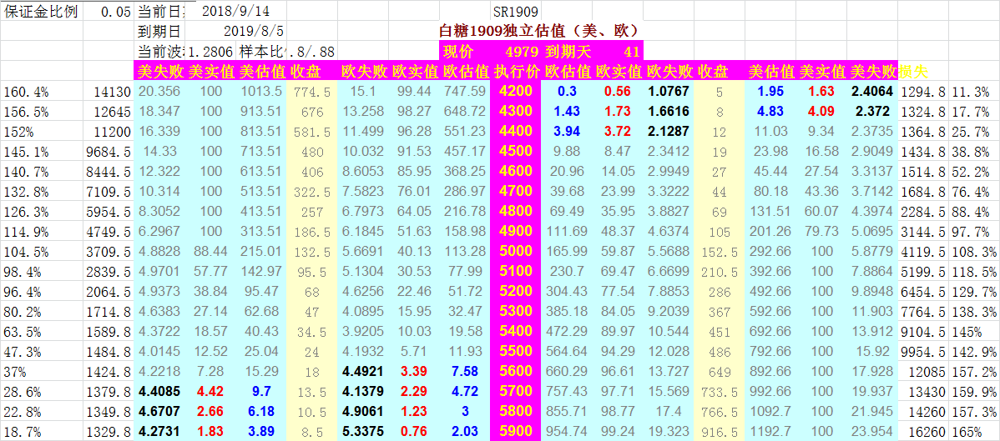 保证金比例 0.05 当前日 2018/9/14 SR1909
到期日 2019/8/5 白糖1909独立估值（美、欧）
当前波 1.2806 样本比 .8/.88 现价 4979 到期天 41
美失败 美实值 美估值 收盘 欧失败 欧实值 欧估值 执行价 欧估值 欧实值 欧失败 收盘 美估值 美实值 美失败 损失
160.4% 14130 20.356 100 1013.5 774.5 15.1 99.44 747.59 4200 0.3 0.56 1.0767 5 1.95 1.63 2.4064 1294.8 11.3%
156.5% 12645 18.347 100 913.51 676 13.258 98.27 648.72 4300 1.43 1.73 1.6616 8 4.83 4.09 2.372 1324.8 17.7%
152% 11200 16.339 100 813.51 581.5 11.499 96.28 551.23 4400 3.94 3.72 2.1287 12 11.03 9.34 2.3735 1364.8 25.7%
145.1% 9684.5 14.33 100 713.51 480 10.032 91.53 457.17 4500 9.88 8.47 2.3412 19 23.98 16.58 2.9049 1434.8 38.8%
140.7% 8444.5 12.322 100 613.51 406 8.6053 85.95 368.25 4600 20.96 14.05 2.9949 27 45.44 27.54 3.3137 1514.8 52.2%
132.8% 7109.5 10.314 100 513.51 322.5 7.5823 76.01 286.97 4700 39.68 23.99 3.3222 44 80.18 43.36 3.7142 1684.8 76.4%
126.3% 5954.5 8.3052 100 413.51 257 6.7973 64.05 216.78 4800 69.49 35.95 3.8827 69 131.51 60.07 4.3974 2284.5 88.4%
114.9% 4749.5 6.2967 100 313.51 186.5 6.1845 51.63 158.98 4900 111.69 48.37 4.6374 105 201.26 79.73 5.0695 3144.5 97.7%
104.5% 3709.5 4.8828 88.44 215.01 132.5 5.6691 40.13 113.28 5000 165.99 59.87 5.5688 152.5 292.66 100 5.8779 4119.5 108.3%
98.4% 2839.5 4.9701 57.77 142.97 95.5 5.1304 30.53 77.99 5100 230.7 69.47 6.6699 210.5 392.66 100 7.8864 5199.5 118.5%
96.4% 2064.5 4.9373 38.84 95.47 68 4.6256 22.46 51.72 5200 304.43 77.54 7.8853 286 492.66 100 9.8948 6454.5 129.7%
80.2% 1714.8 4.6383 27.14 62.68 47 4.0895 15.95 32.47 5300 385.18 84.05 9.2039 367 592.66 100 11.903 7764.5 138.3%
63.5% 1589.8 4.3722 18.57 40.43 34.5 3.9205 10.03 19.58 5400 472.29 89.97 10.544 451 692.66 100 13.912 9104.5 145%
47.3% 1484.8 4.0145 12.52 25.04 24 4.1932 5.71 11.93 5500 564.64 94.29 12.028 486 792.66 100 15.92 9954.5 142.9%
37% 1424.8 4.2218 7.28 15.29 18 4.4921 3.39 7.58 5600 660.29 96.61 13.727 649 892.66 100 17.928 12085 157.2%
28.6% 1379.8 4.4085 4.42 9.7 13.5 4.1379 2.29 4.72 5700 757.43 97.71 15.569 733.5 992.66 100 19.937 13430 159.9%
22.8% 1349.8 4.6707 2.66 6.18 10.5 4.9061 1.23 3 5800 855.71 98.77 17.4 766.5 1092.7 100 21.945 14260 157.3%
18.7% 1329.8 4.2731 1.83 3.89 8.5 5.3375 0.76 2.03 5900 954.74 99.24 19.323 916.5 1192.7 100 23.954 16260 165%